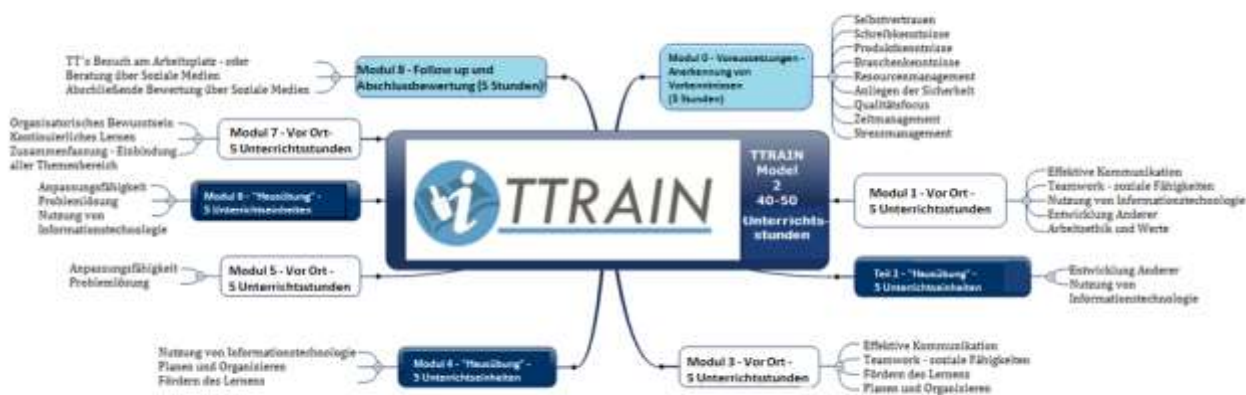 TTRAIN
TTRAIN
Model
2
40-50
Unterrichts-
stunden
Modul 0 - Voraussetzungen -
Anerkennung von
Vorkenntnissen
(5 Stunden)
Selbstvertrauen
Schreibkenntnisse
Produktkenntnisse
Branchenkenntnisse
Resourcenmanagement
Anliegen der Sicherheit
Qualitätsfocus
Zeitmanagement
Stressmanagement
Modul 1 - Vor Ort -
5 Unterrichtsstunden
Effektive Kommunikation
Teamwork - soziale Fähigkeiten
Nutzung von Informationstechnologie
Entwicklung Anderer
Arbeitsethik und Werte
Teil 2 - "Hausübung" -
5 Unterrichtseinheiten
Entwicklung Anderer
Nutzung von
Informationstechnologie
Modul 3 - Vor Ort -
5 Unterrichtsstunden
Effektive Kommunikation
Teamwork - soziale Fähigkeiten
Fördern des Lernens
Planen und Organisieren
Modul 4 - "Hausübung" -
5 Unterrichtseinheiten
Nutzung von Informationstechnologie
Planen und Organisieren
Fördern des Lernens
Modul 5 - Vor Ort -
5 Unterrichtsstunden
Anpassungsfähigkeit
Problemlösung
Modul 6 - "Hausübung" -
5 Unterrichtseinheiten
Anpassungsfähigkeit
Problemlösung
Nutzung von
Informationstechnologie
Modul 7 - Vor Ort-
5 Unterrichtsstunden
Organisatorisches Bewusstsein
Kontinuierliches Lernen
Zusammenfassung - Einbindung
aller Themenbereich
Modul 8 - Follow up und
Abschlussbewertung (5 Stunden)
TT's Besuch am Arbeitsplatz - oder
Beratung über Soziale Medien
Abschließende Bewertung über Soziale Medien